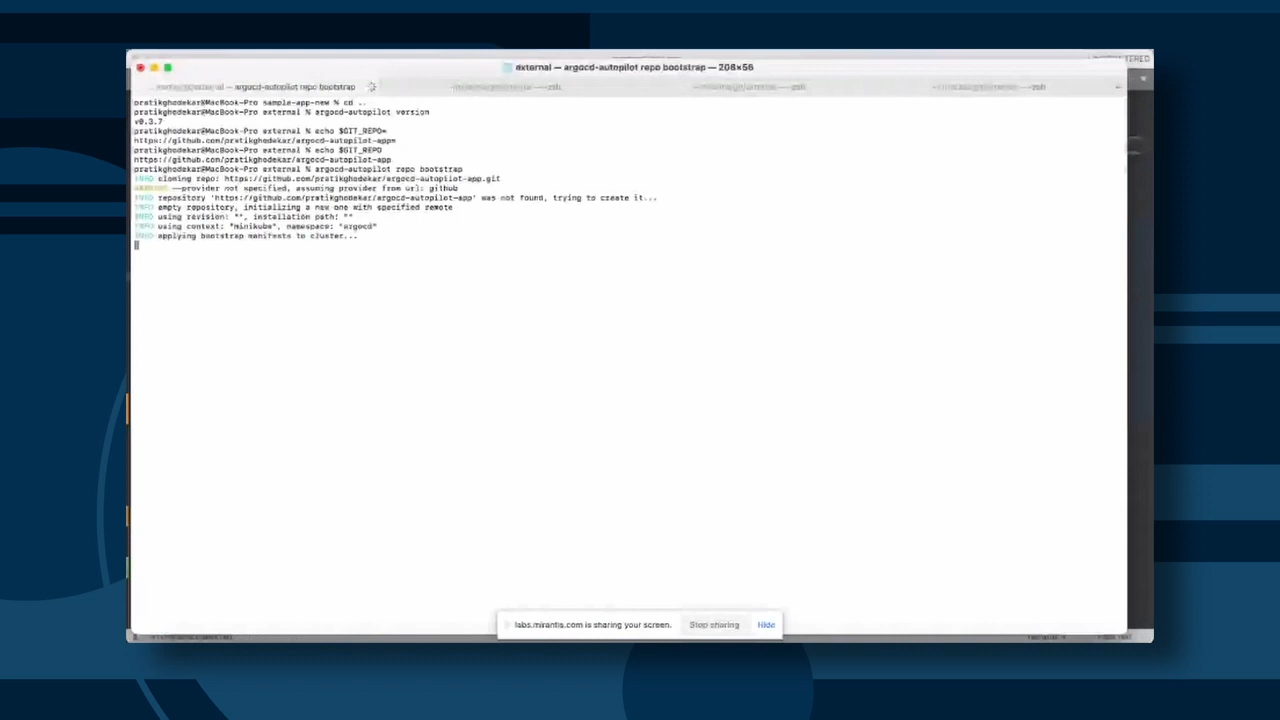 external — argocd-autopilot repo bootstrap — 208×56
— argocd-autopilot repo bootstrap
pratikghodekar@MacBook-Pro sample-app-new % cd ..
pratikghodekar@MacBook-Pro external % argocd-autopilot version
v0.3.7
pratikghodekar@MacBook-Pro external % echo $GIT_REPO=
https://github.com/pratikghodekar/argocd-autopilot-app=
pratikghodekar@MacBook-Pro external % echo $GIT_REPO
https://github.com/pratikghodekar/argocd-autopilot-app
pratikghodekar@MacBook-Pro external % argocd-autopilot repo bootstrap
INFO cloning repo: https://github.com/pratikghodekar/argocd-autopilot-app.git
--provider not specified, assuming provider from url: github
INFO repository 'https://github.com/pratikghodekar/argocd-autopilot-app' was not found, trying to create it...
INFO empty repository, initializing a new one with specified remote
INFO using revision: "", installation path: ""
INFO using context: "minikube", namespace: "argocd"
INFO applying bootstrap manifests to cluster...
labs.mirantis.com is sharing your screen.
Stop sharing
Hide